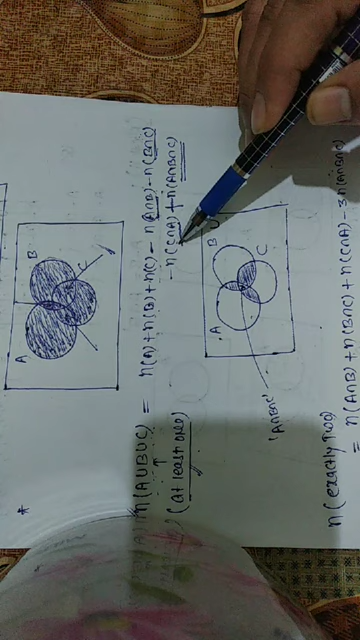 *
A
B
C
n(A∪B∪C) = n(A)+n(B)+n(C) - n(A∩B) - n(B∩C)
- n(C∩A) + n(A∩B∩C)
(at least one)
A
B
C
A∩B∩C
n(exactly two)
= n(A∩B) + n(B∩C) + n(C∩A) - 3n(A∩B∩C)